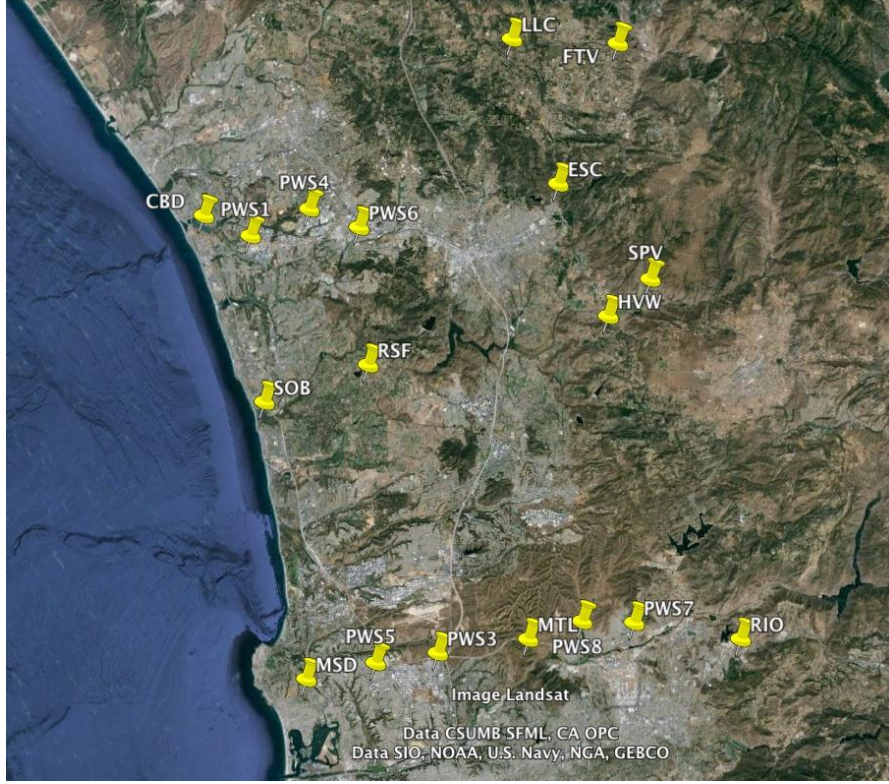 LLC
FTV
ESC
PWS4
CBD
PWS1
PWS6
SPV
HVW
RSF
SOB
PWS7
MTL
RIO
PWS5
PWS3
PWS8
MSD
Image Landsat
Data CSUMB SFML, CA OPC
Data SIO, NOAA, U.S. Navy, NGA, GEBCO